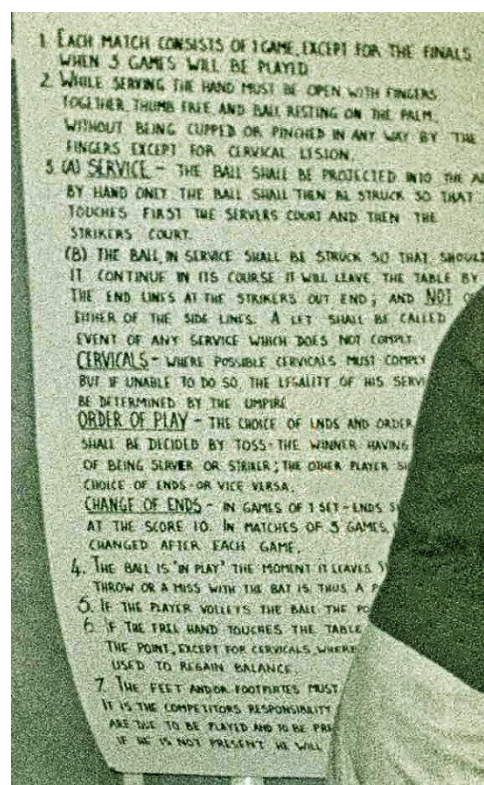 1. EACH MATCH CONSISTS OF 1 GAME, EXCEPT FOR THE FINALS
WHEN 3 GAMES WILL BE PLAYED
2. WHILE SERVING THE HAND MUST BE OPEN WITH FINGERS
TOGETHER, THUMB FREE AND BALL RESTING ON THE PALM,
WITHOUT BEING CUPPED OR PINCHED IN ANY WAY BY THE
FINGERS EXCEPT FOR CERVICAL LESION.
3. (A) SERVICE - THE BALL SHALL BE PROJECTED INTO THE
BY HAND ONLY THE BALL SHALL THEN BE STRUCK SO THAT
TOUCHES FIRST THE SERVERS COURT AND THEN THE
STRIKERS COURT.
(B) THE BALL, IN SERVICE SHALL BE STRUCK SO THAT SHOULD
IT CONTINUE IN ITS COURSE IT WILL LEAVE THE TABLE BY
THE END LINES AT THE STRIKERS OUT END; AND NOT
EITHER OF THE SIDE LINES. A LET SHALL BE CALLED
EVENT OF ANY SERVICE WHICH DOES NOT COMPLY.
CERVICALS - WHERE POSSIBLE CERVICALS MUST COMPLY
BUT IF UNABLE TO DO SO, THE LEGALITY OF HIS SERVI
BE DETERMINED BY THE UMPIRE
ORDER OF PLAY - THE CHOICE OF ENDS AND ORDER
SHALL BE DECIDED BY TOSS - THE WINNER HAVING
OF BEING SERVER OR STRIKER; THE OTHER PLAYER
CHOICE OF ENDS - OR VICE VERSA.
CHANGE OF ENDS - IN GAMES OF 1 SET - ENDS
AT THE SCORE 10. IN MATCHES OF 3 GAMES,
CHANGED AFTER EACH GAME.
4. THE BALL IS "IN PLAY" THE MOMENT IT LEAVES
THROW OR A MISS WITH THE BAT IS THUS A
5. IF THE PLAYER VOLLEYS THE BALL THE PO
6. IF THE FREE HAND TOUCHES THE TABLE
THE POINT, EXCEPT FOR CERVICALS, WHERE
USED TO REGAIN BALANCE.
7. THE FEET AND/OR FOOTPLATES MUST
IT IS THE COMPETITORS RESPONSIBILITY
ARE DUE TO BE PLAYED AND TO BE PRE
IF HE IS NOT PRESENT HE WILL